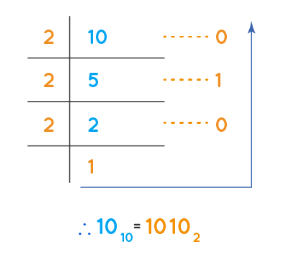 2 10 ------ 0
2 5 ------ 1
2 2 ------ 0
1
∴ 10₁₀ = 1010₂